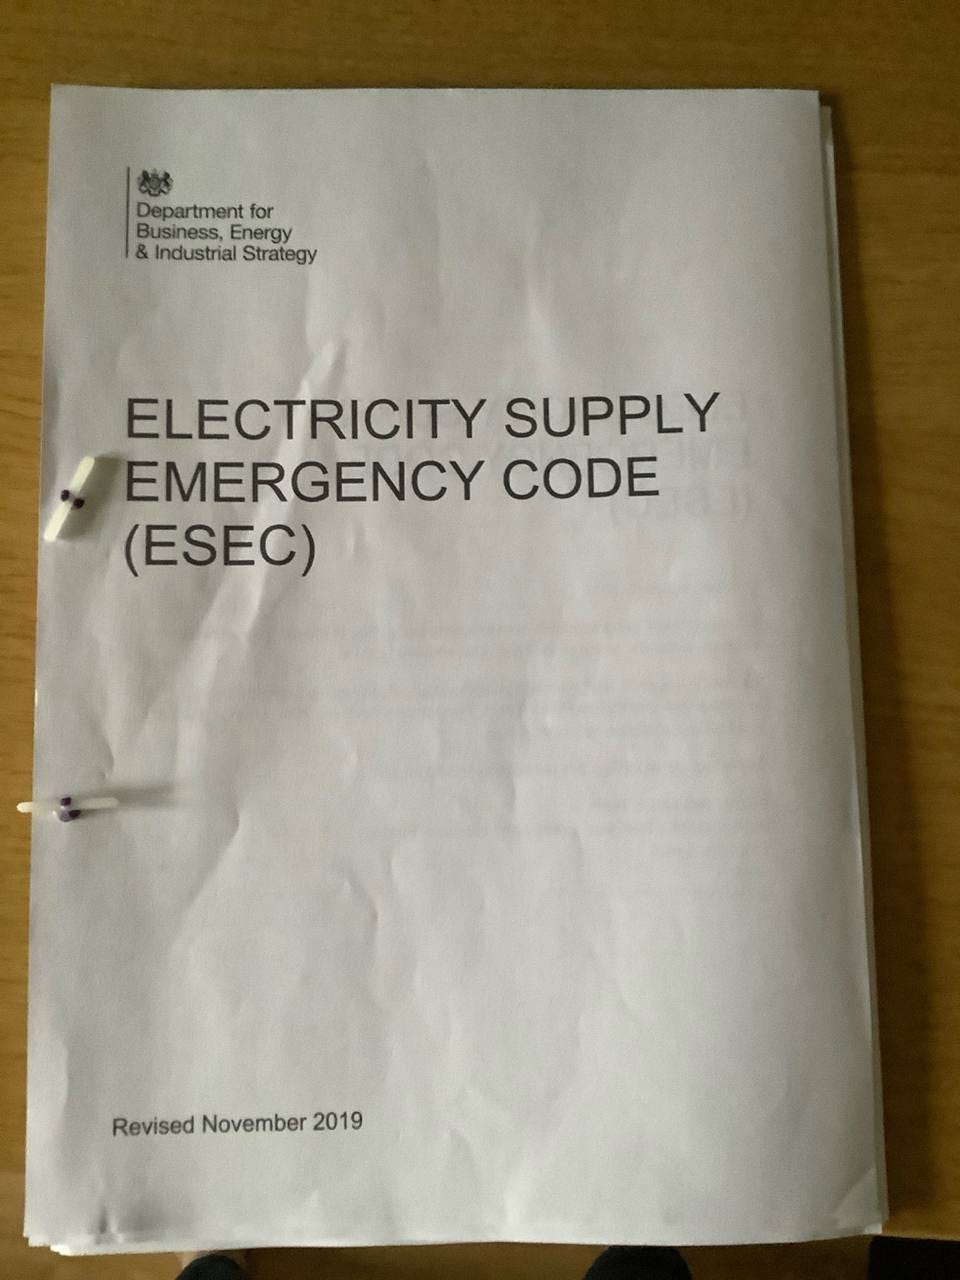 Department for
Business, Energy
& Industrial Strategy
ELECTRICITY SUPPLY
EMERGENCY CODE
(ESEC)
Revised November 2019